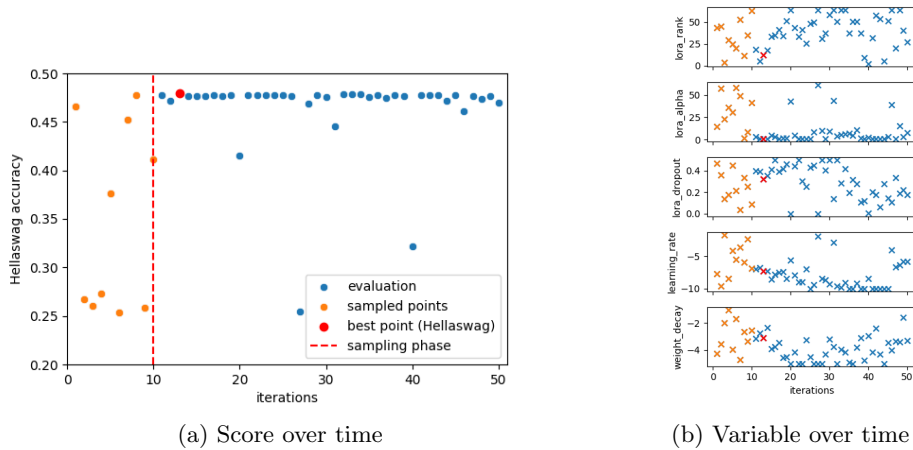 0.50
0.45
0.40
0.35
0.30
0.25
0.20
Hellaswag accuracy
evaluation
sampled points
best point (Hellaswag)
sampling phase
0 10 20 30 40 50
iterations
(a) Score over time
lora_rank
50
25
0
lora_alpha
50
25
0
lora_dropout
0.4
0.2
0.0
learning_rate
−5
−10
weight_decay
−2
−4
0 10 20 30 40 50
iterations
(b) Variable over time